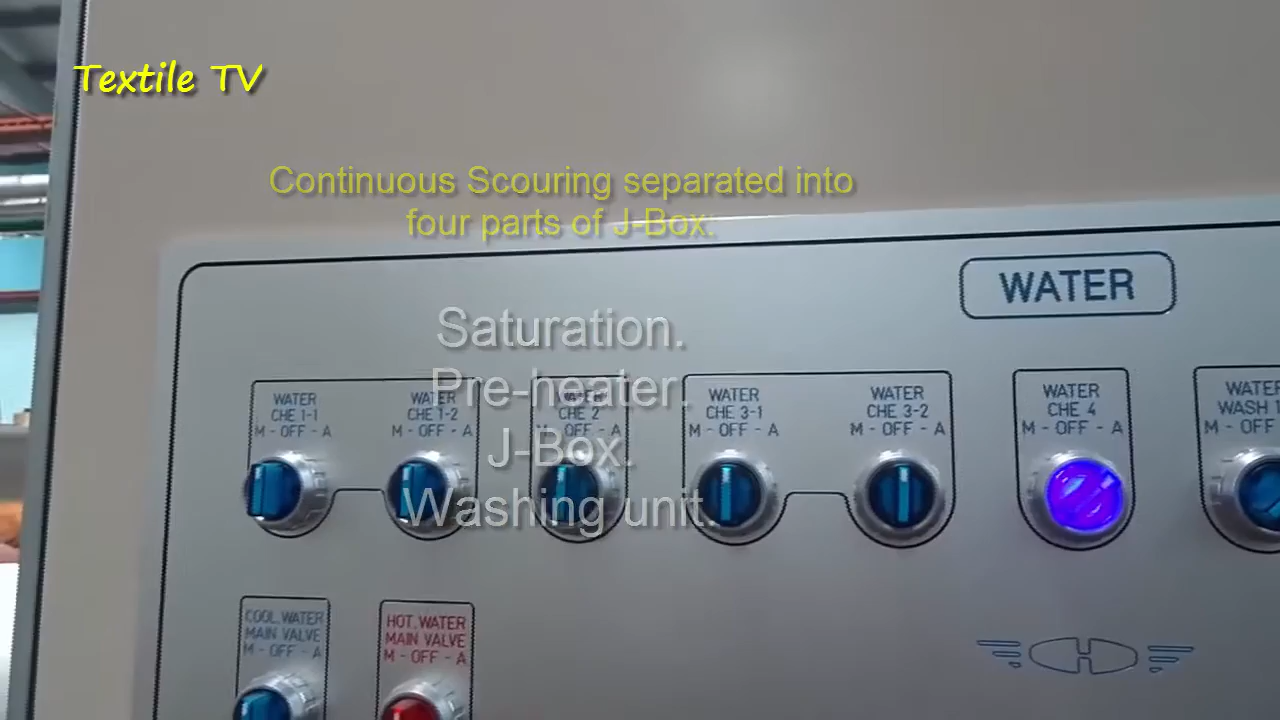 Textile TV
Continuous Scouring separated into
four parts of J-Box:
WATER
Saturation.
Pre-heater.
J-Box.
Washing unit.
WATER
CHE 1-1
M - OFF - A
WATER
CHE 1-2
M - OFF - A
WATER
CHE 2
M - OFF - A
WATER
CHE 3-1
M - OFF - A
WATER
CHE 3-2
M - OFF - A
WATER
CHE 4
M - OFF - A
WATER
WASH 1
M - OFF
COOL.WATER
MAIN VALVE
M - OFF - A
HOT.WATER
MAIN VALVE
M - OFF - A